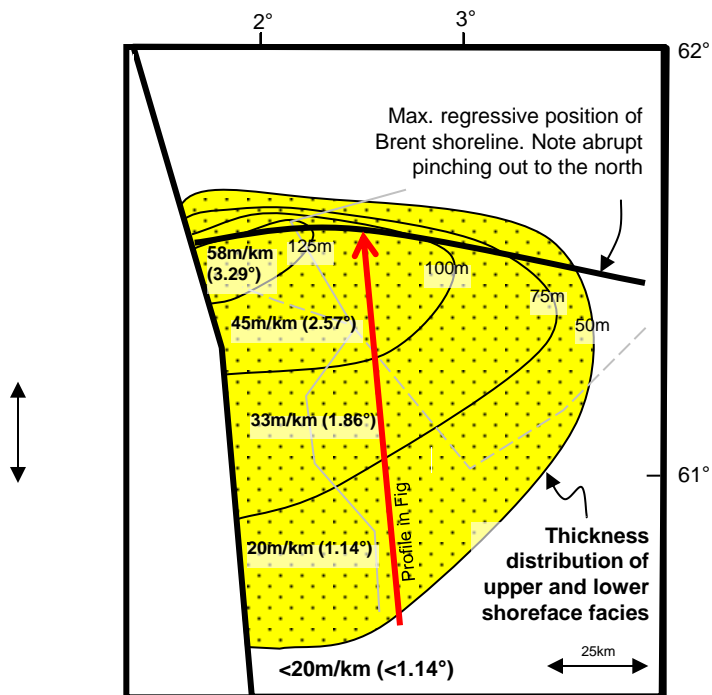 2°
3°
62°
Max. regressive position of
Brent shoreline. Note abrupt
pinching out to the north
58m/km
(3.29°)
125m
100m
75m
50m
45m/km (2.57°)
33m/km (1.86°)
61°
Profile in Fig
20m/km (1.14°)
Thickness
distribution of
upper and lower
shoreface facies
<20m/km (<1.14°)
25km